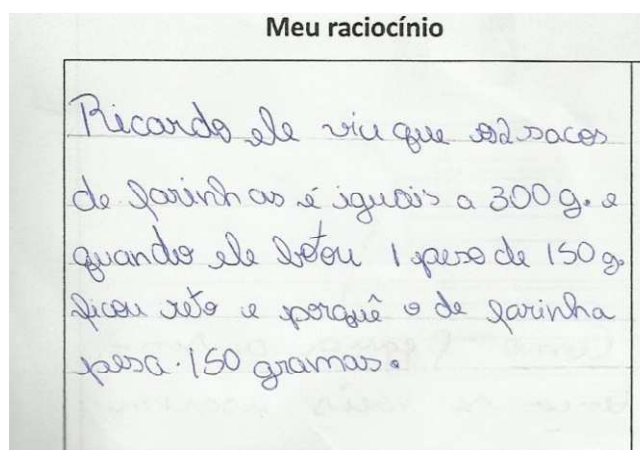 Meu raciocínio
Ricardo ele viu que os 2 sacos
de farinhas é iguais a 300 g. e
quando ele botou 1 peso de 150 g.
ficou reto e porquê o de farinha
pesa. 150 gramas.